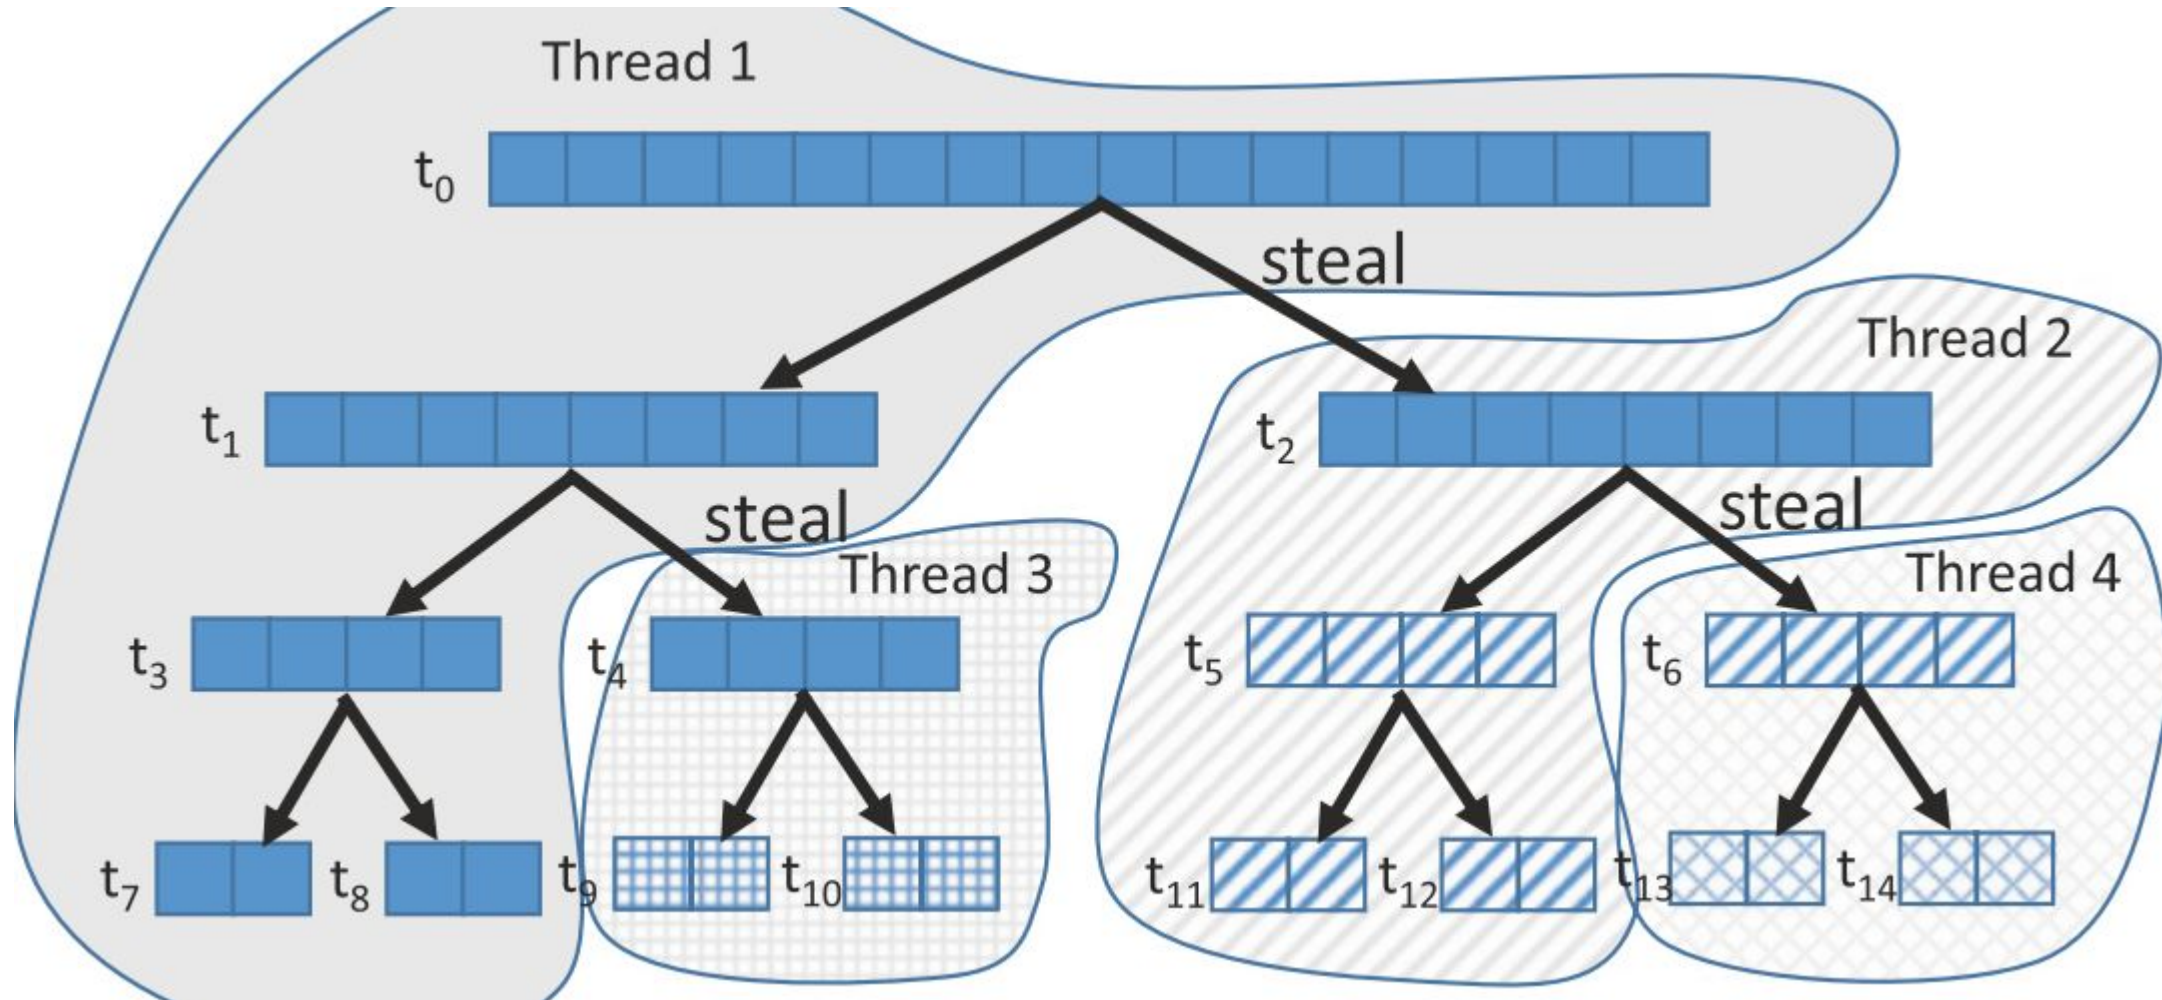 Thread 1
t0
steal
Thread 2
t1
t2
steal
steal
Thread 3
Thread 4
t3
t4
t5
t6
t7
t8
t9
t10
t11
t12
t13
t14